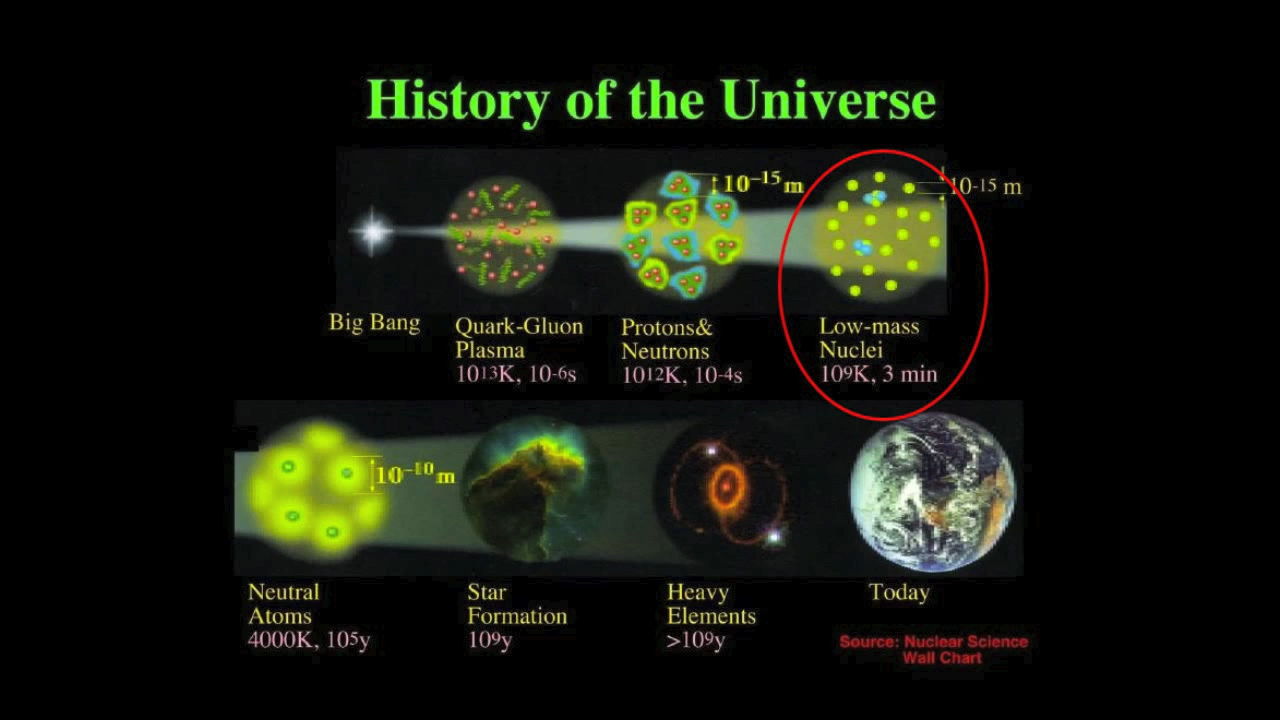 History of the Universe
10–15 m
10-15 m
Big Bang
Quark-Gluon
Plasma
1013K, 10-6s
Protons&
Neutrons
1012K, 10-4s
Low-mass
Nuclei
109K, 3 min
10–10 m
Neutral
Atoms
4000K, 105y
Star
Formation
109y
Heavy
Elements
>109y
Today
Source: Nuclear Science
Wall Chart